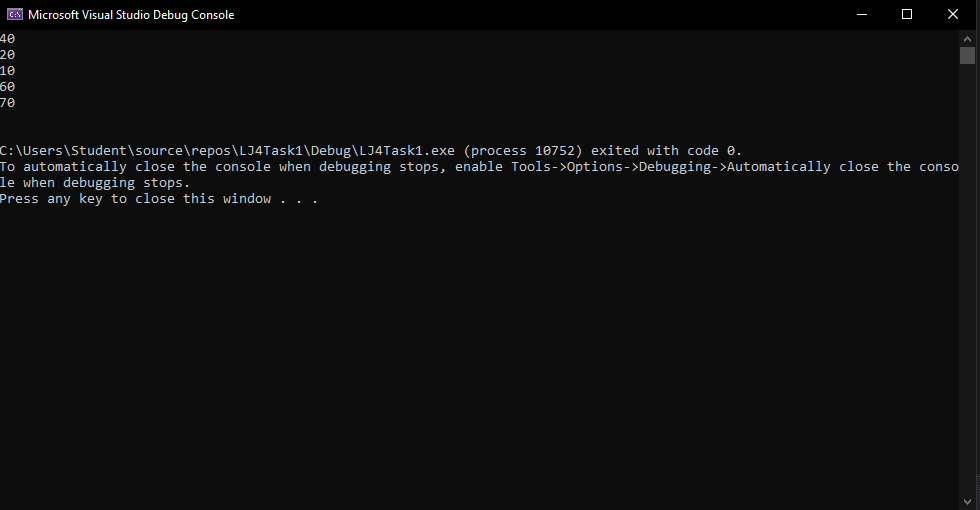 Microsoft Visual Studio Debug Console
40
20
10
60
70
C:\Users\Student\source\repos\LJ4Task1\Debug\LJ4Task1.exe (process 10752) exited with code 0.
To automatically close the console when debugging stops, enable Tools->Options->Debugging->Automatically close the conso
le when debugging stops.
Press any key to close this window . . .